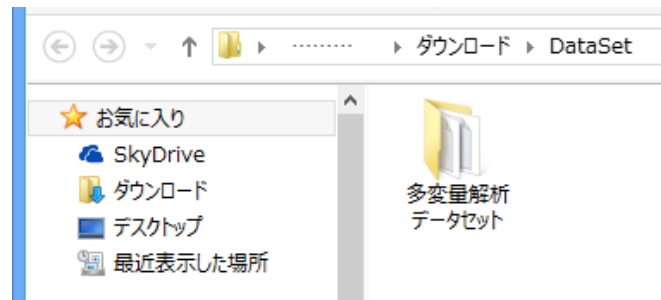 ········· ダウンロード DataSet
お気に入り
SkyDrive
ダウンロード
デスクトップ
最近表示した場所
多変量解析
データセット